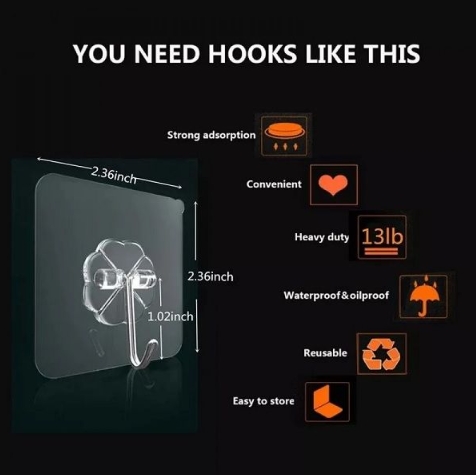 YOU NEED HOOKS LIKE THIS
Strong adsorption
Convenient
2.36inch
Heavy duty 13lb
2.36inch
Waterproof&oilproof
1.02inch
Reusable
Easy to store